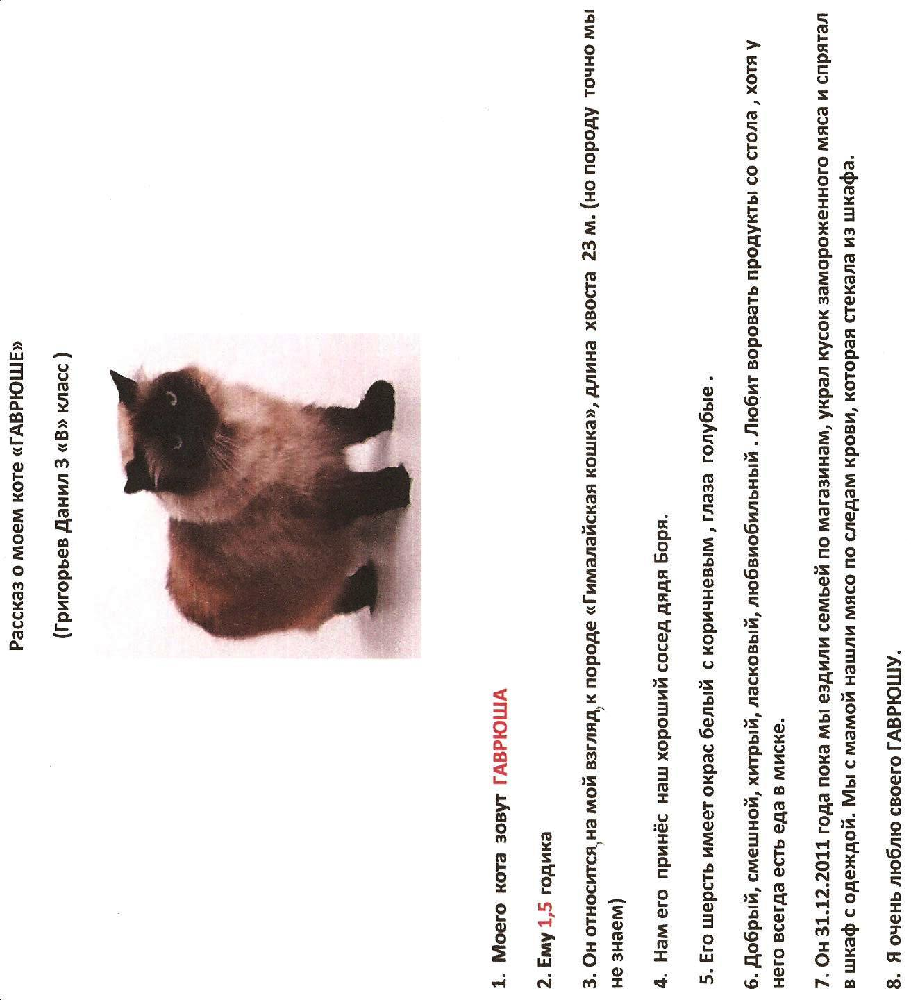 Рассказ о моем коте «ГАВРЮШЕ»
(Григорьев Данил 3 «В» класс )
1. Моего кота зовут ГАВРЮША
2. Ему 1,5 годика
3. Он относится, на мой взгляд, к породе «Гималайская кошка», длина хвоста 23 м. (но породу точно мы
не знаем)
4. Нам его принёс наш хороший сосед дядя Боря.
5. Его шерсть имеет окрас белый с коричневым , глаза голубые .
6. Добрый, смешной, хитрый, ласковый, любвиобильный . Любит воровать продукты со стола , хотя у
него всегда есть еда в миске.
7. Он 31.12.2011 года пока мы ездили семьей по магазинам, украл кусок замороженного мяса и спрятал
в шкаф с одеждой. Мы с мамой нашли мясо по следам крови, которая стекала из шкафа.
8. Я очень люблю своего ГАВРЮШУ.